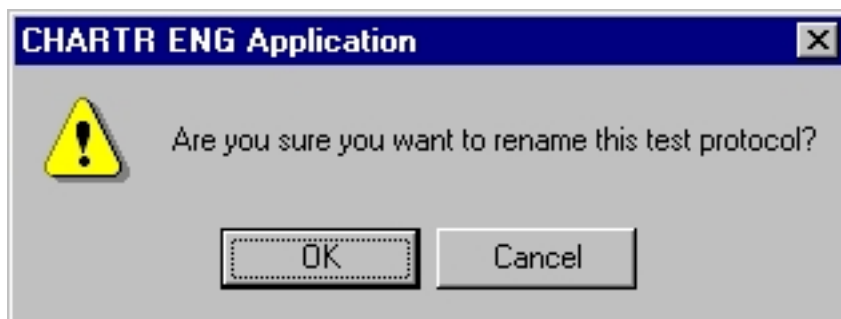 CHARTR ENG Application
Are you sure you want to rename this test protocol?
OK
Cancel